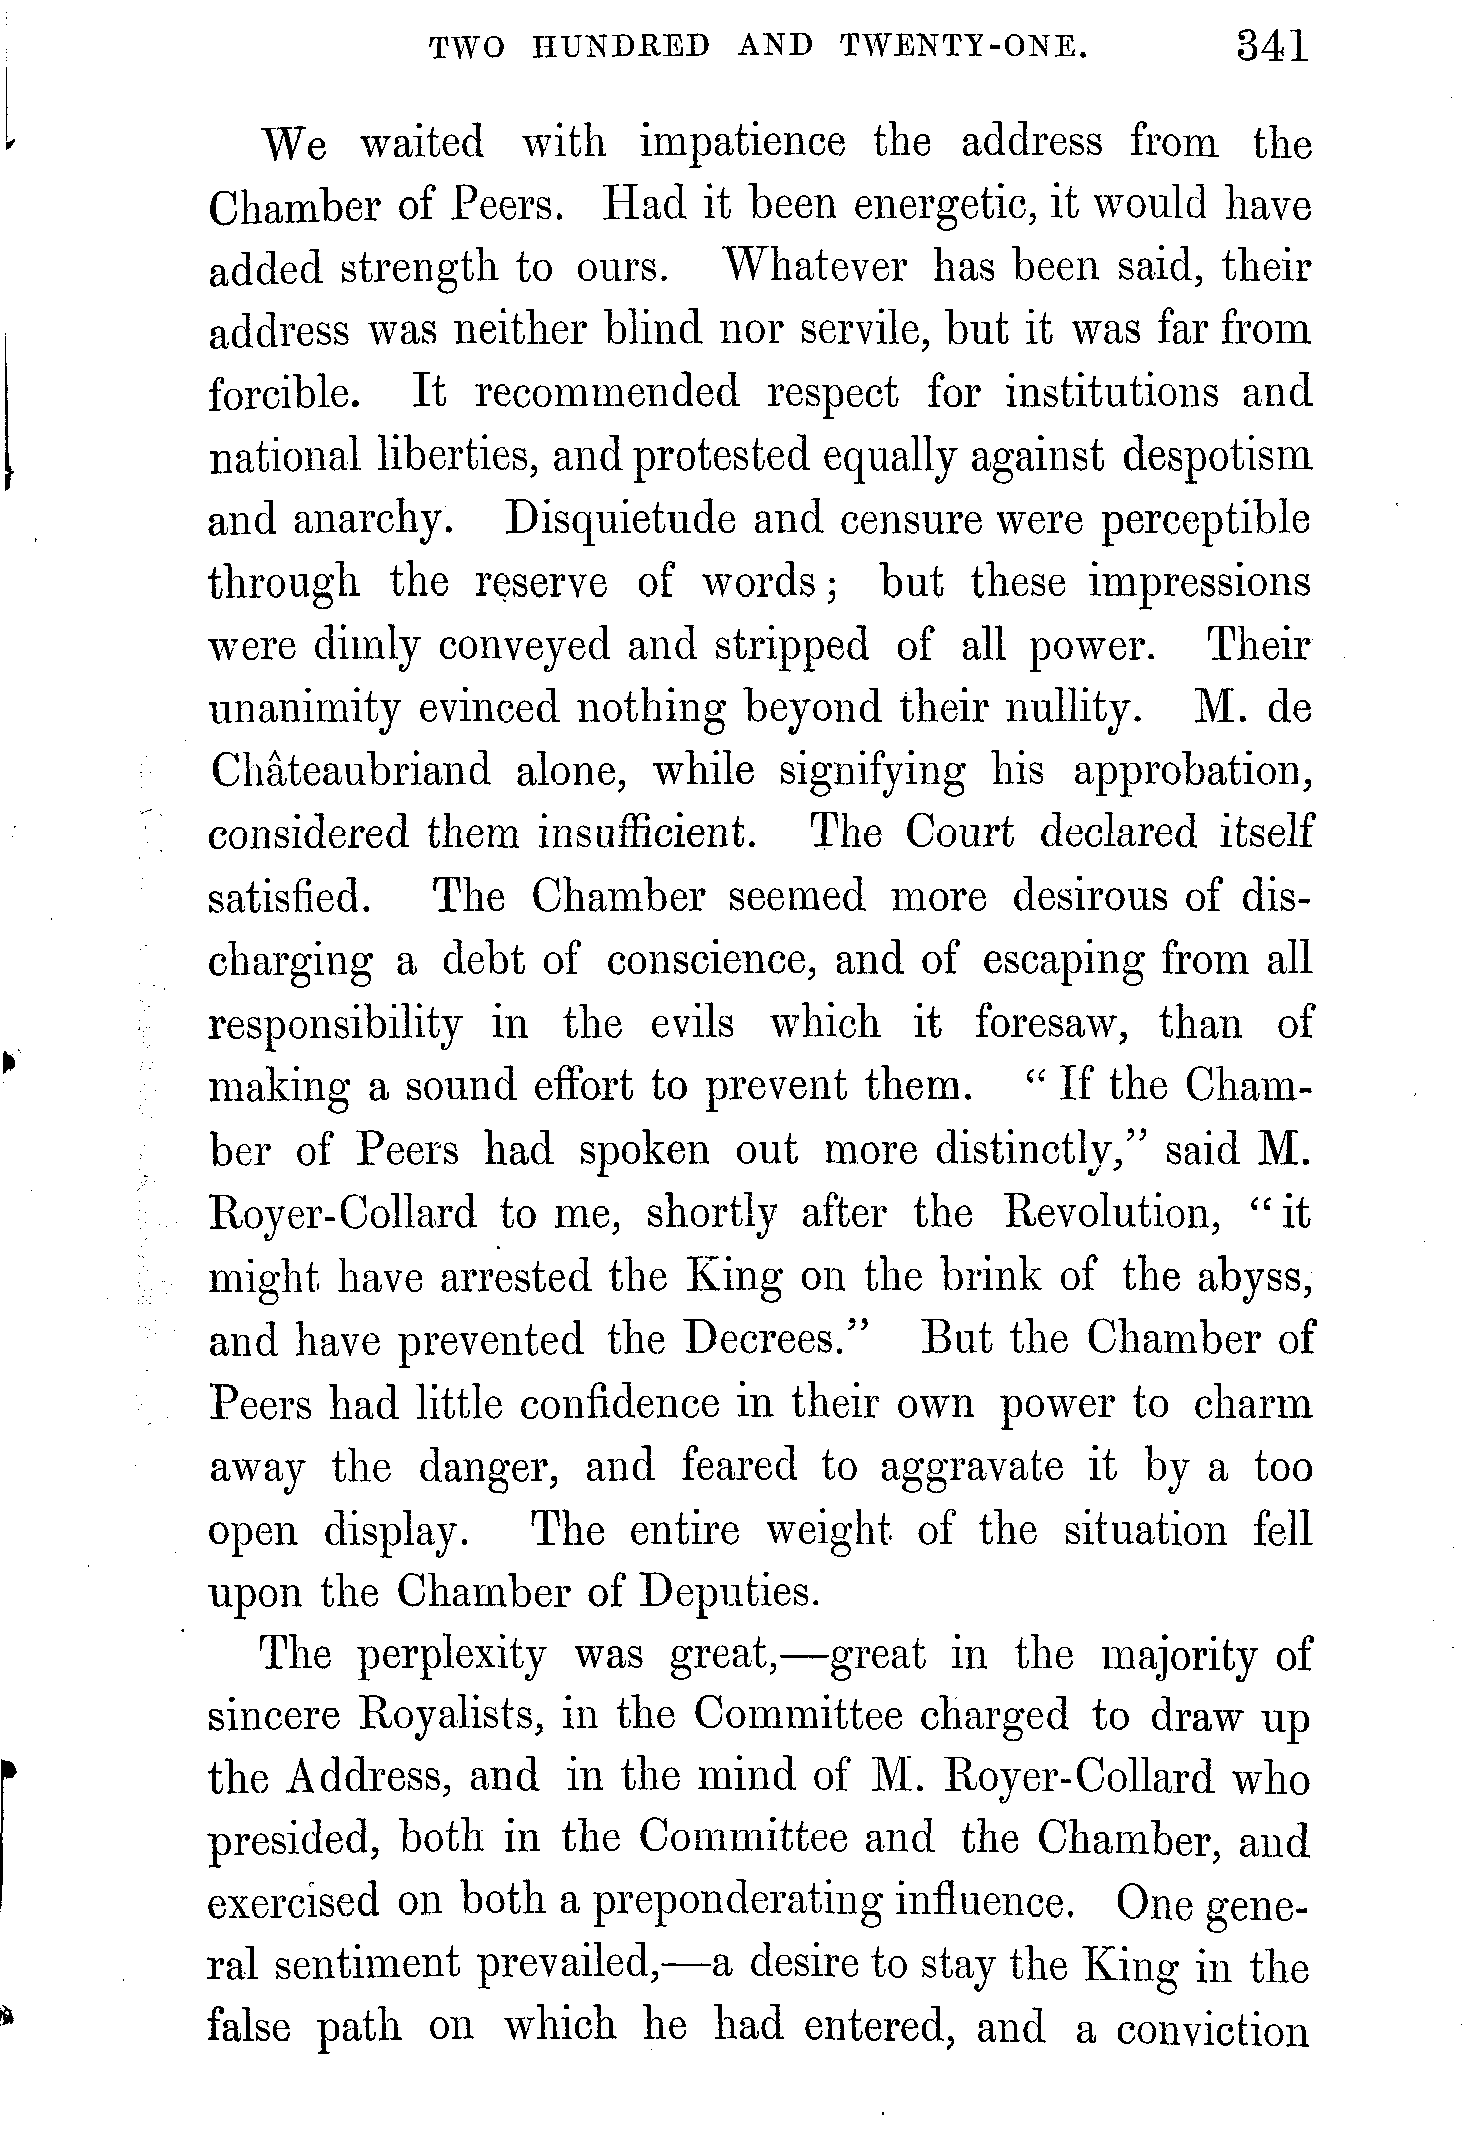 TWO HUNDRED AND TWENTY-ONE. 341
We waited with impatience the address from the
Chamber of Peers. Had it been energetic, it would have
added strength to ours. Whatever has been said, their
address was neither blind nor servile, but it was far from
forcible. It recommended respect for institutions and
national liberties, and protested equally against despotism
and anarchy. Disquietude and censure were perceptible
through the reserve of words; but these impressions
were dimly conveyed and stripped of all power. Their
unanimity evinced nothing beyond their nullity. M. de
Châteaubriand alone, while signifying his approbation,
considered them insufficient. The Court declared itself
satisfied. The Chamber seemed more desirous of dis-
charging a debt of conscience, and of escaping from all
responsibility in the evils which it foresaw, than of
making a sound effort to prevent them. “If the Cham-
ber of Peers had spoken out more distinctly,” said M.
Royer-Collard to me, shortly after the Revolution, “it
might have arrested the King on the brink of the abyss,
and have prevented the Decrees.” But the Chamber of
Peers had little confidence in their own power to charm
away the danger, and feared to aggravate it by a too
open display. The entire weight of the situation fell
upon the Chamber of Deputies.
The perplexity was great,—great in the majority of
sincere Royalists, in the Committee charged to draw up
the Address, and in the mind of M. Royer-Collard who
presided, both in the Committee and the Chamber, and
exercised on both a preponderating influence. One gene-
ral sentiment prevailed,—a desire to stay the King in the
false path on which he had entered, and a conviction